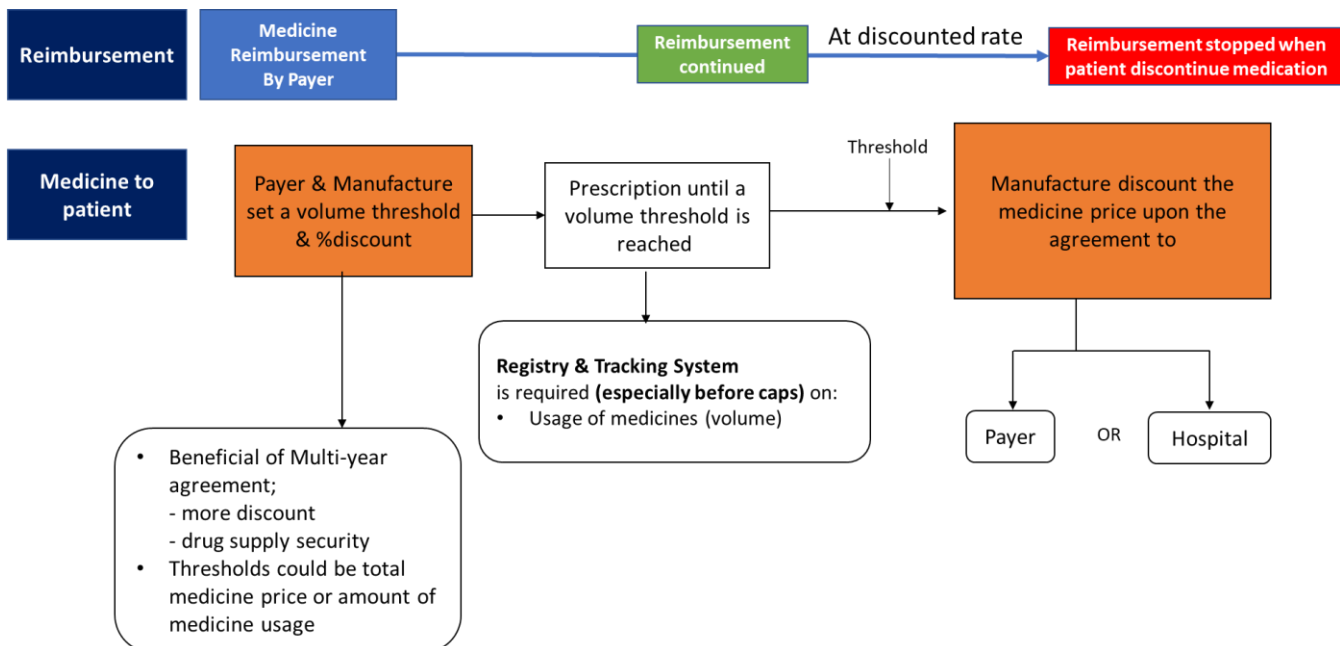 Reimbursement
Medicine
Reimbursement
By Payer
Reimbursement
continued
At discounted rate
Reimbursement stopped when
patient discontinue medication
Medicine to
patient
Payer & Manufacture
set a volume threshold
& %discount
Prescription until a
volume threshold is
reached
Threshold
Manufacture discount the
medicine price upon the
agreement to
Registry & Tracking System
is required (especially before caps) on:
• Usage of medicines (volume)
Payer
OR
Hospital
• Beneficial of Multi-year
agreement;
- more discount
- drug supply security
• Thresholds could be total
medicine price or amount of
medicine usage